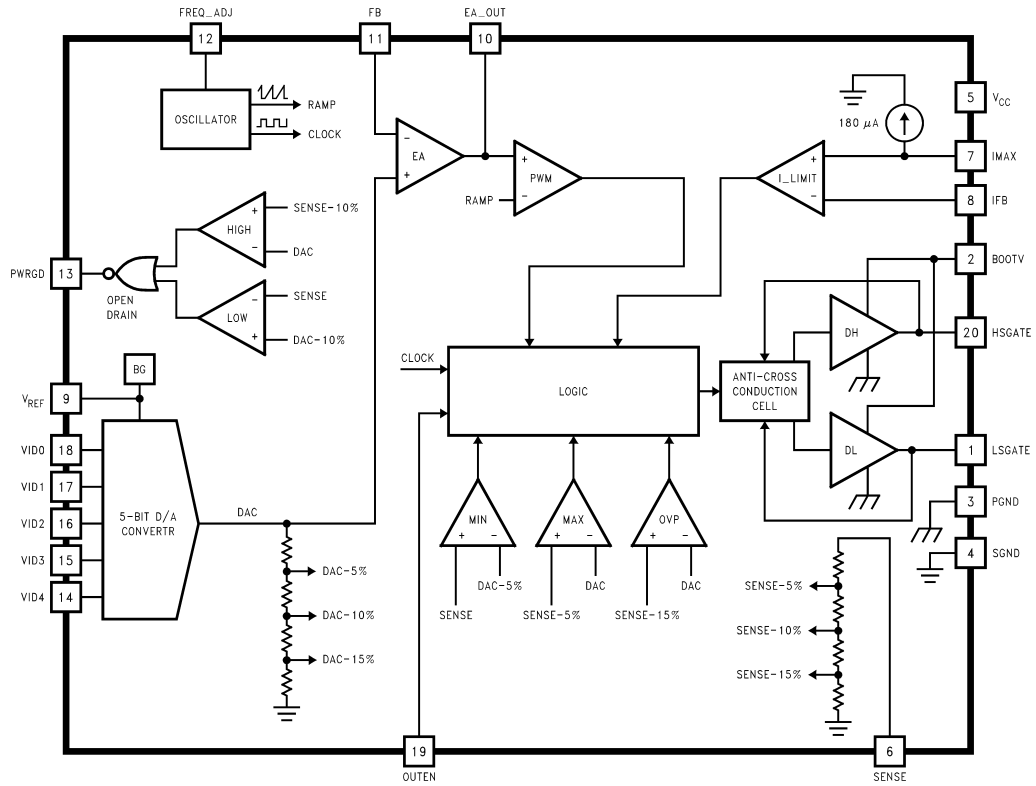 FREQ_ADJ
FB
EA_OUT
12
11
10
OSCILLATOR
RAMP
CLOCK
5
VCC
180 µA
-
EA
+
+
PWM
RAMP
-
+
I_LIMIT
-
7
IMAX
8
IFB
+
SENSE-10%
HIGH
-
DAC
PWRGD
13
OPEN
DRAIN
-
SENSE
LOW
+
DAC-10%
2
BOOTV
DH
20
HSGATE
CLOCK
LOGIC
ANTI-CROSS
CONDUCTION
CELL
BG
VREF
9
VID0
18
VID1
17
VID2
16
VID3
15
VID4
14
5-BIT D/A
CONVERTR
DAC
DL
1
LSGATE
3
PGND
4
SGND
MIN
+ -
MAX
+ -
OVP
+ -
SENSE
DAC-5%
SENSE-5%
DAC
SENSE-15%
DAC
DAC-5%
DAC-10%
DAC-15%
SENSE-5%
SENSE-10%
SENSE-15%
19
OUTEN
6
SENSE